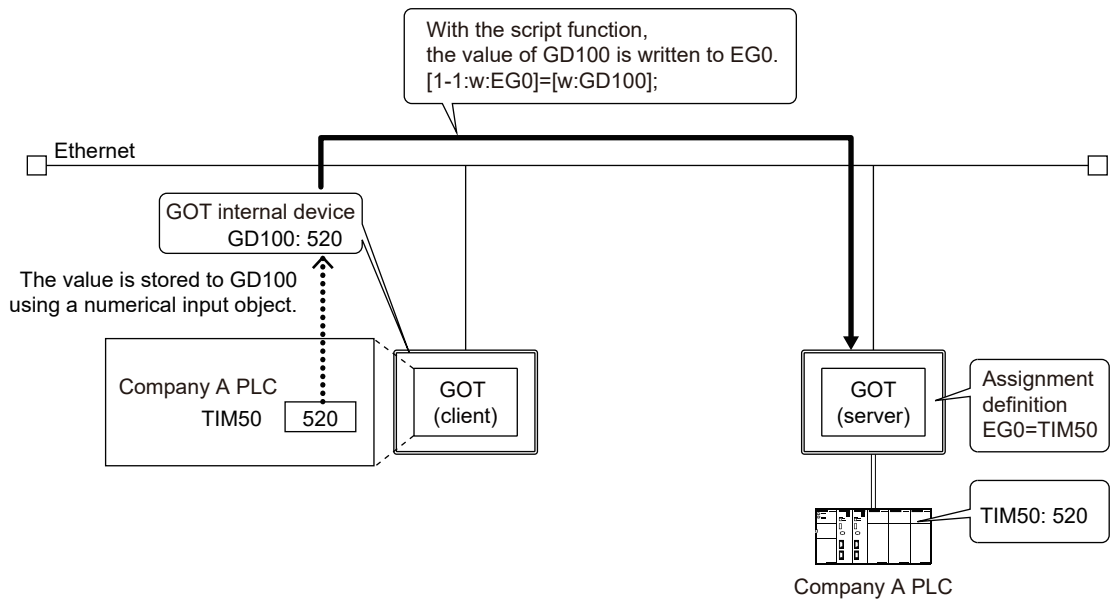 With the script function,
the value of GD100 is written to EG0.
[1-1:w:EG0]=[w:GD100];
Ethernet
GOT internal device
GD100: 520
The value is stored to GD100
using a numerical input object.
Company A PLC
TIM50 520
GOT
(client)
GOT
(server)
Assignment
definition
EG0=TIM50
TIM50: 520
Company A PLC